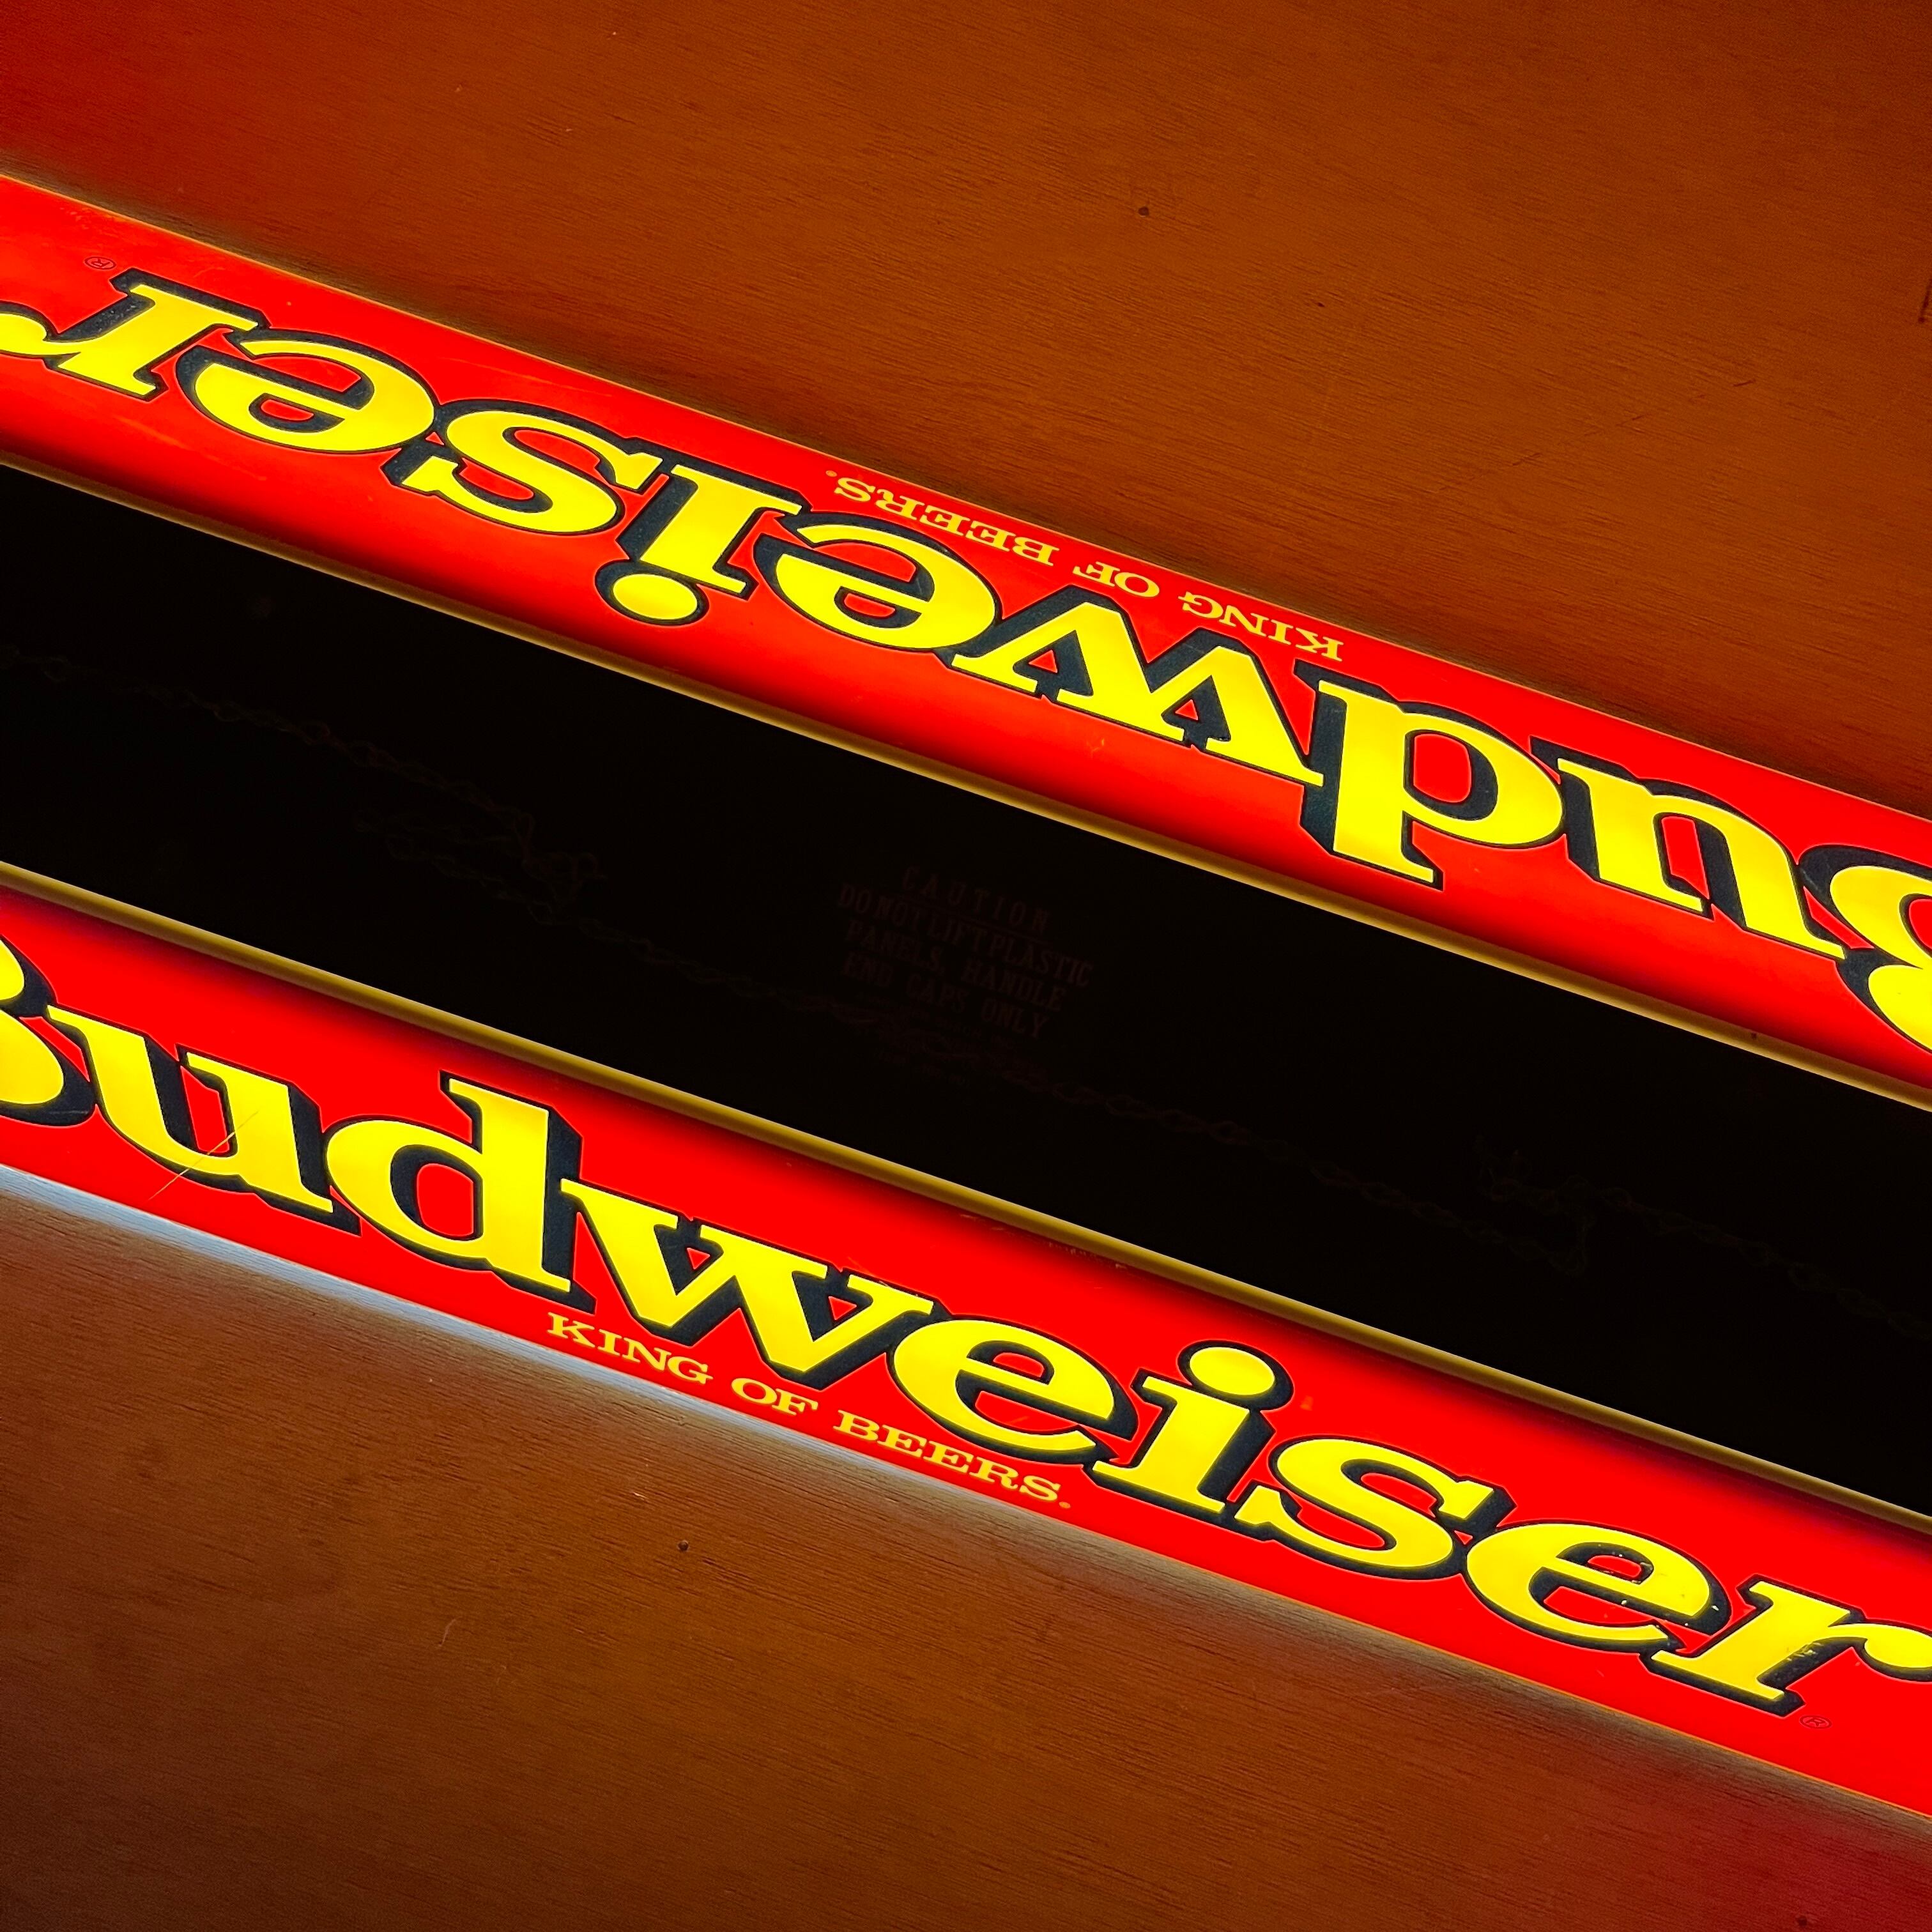 Budweiser®
KING OF BEERS.
CAUTION
DO NOT LIFT PLASTIC
PANELS, HANDLE
END CAPS ONLY
Budweiser®
KING OF BEERS.